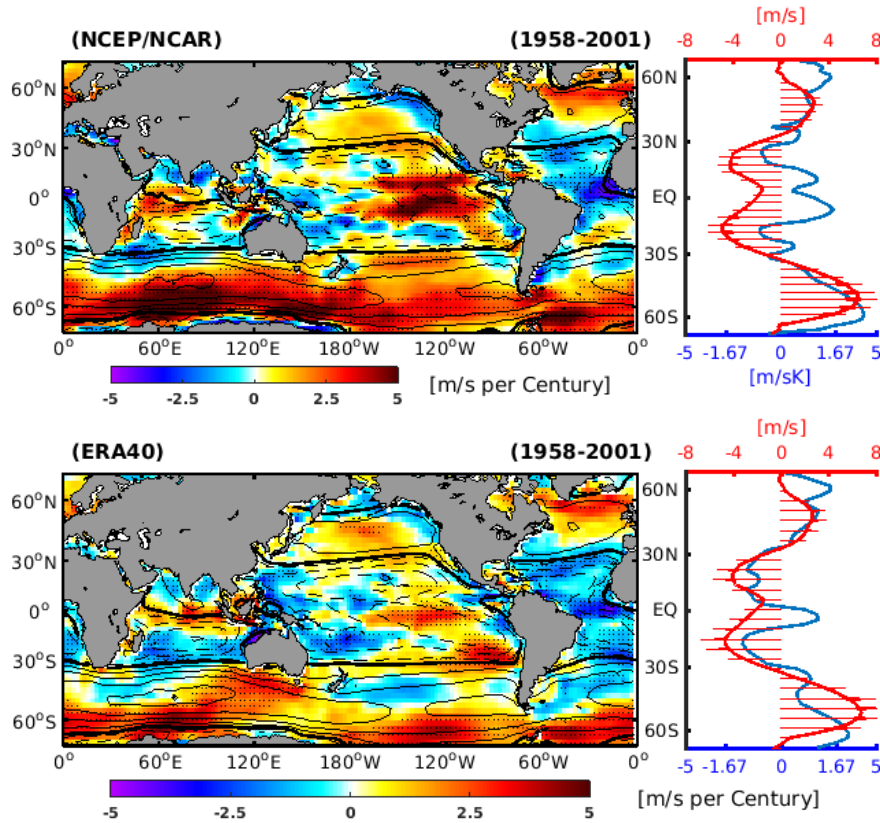 [m/s]
(NCEP/NCAR) (1958-2001) -8 -4 0 4 8
60°N 60N
30°N 30N
0° EQ
30°S 30S
60°S 60S
0° 60°E 120°E 180°W 120°W 60°W 0° -5 -1.67 0 1.67 5
-5 -2.5 0 2.5 5 [m/s per Century] [m/sK]
[m/s]
(ERA40) (1958-2001) -8 -4 0 4 8
60°N 60N
30°N 30N
0° EQ
30°S 30S
60°S 60S
0° 60°E 120°E 180°W 120°W 60°W 0° -5 -1.67 0 1.67 5
-5 -2.5 0 2.5 5 [m/s per Century]